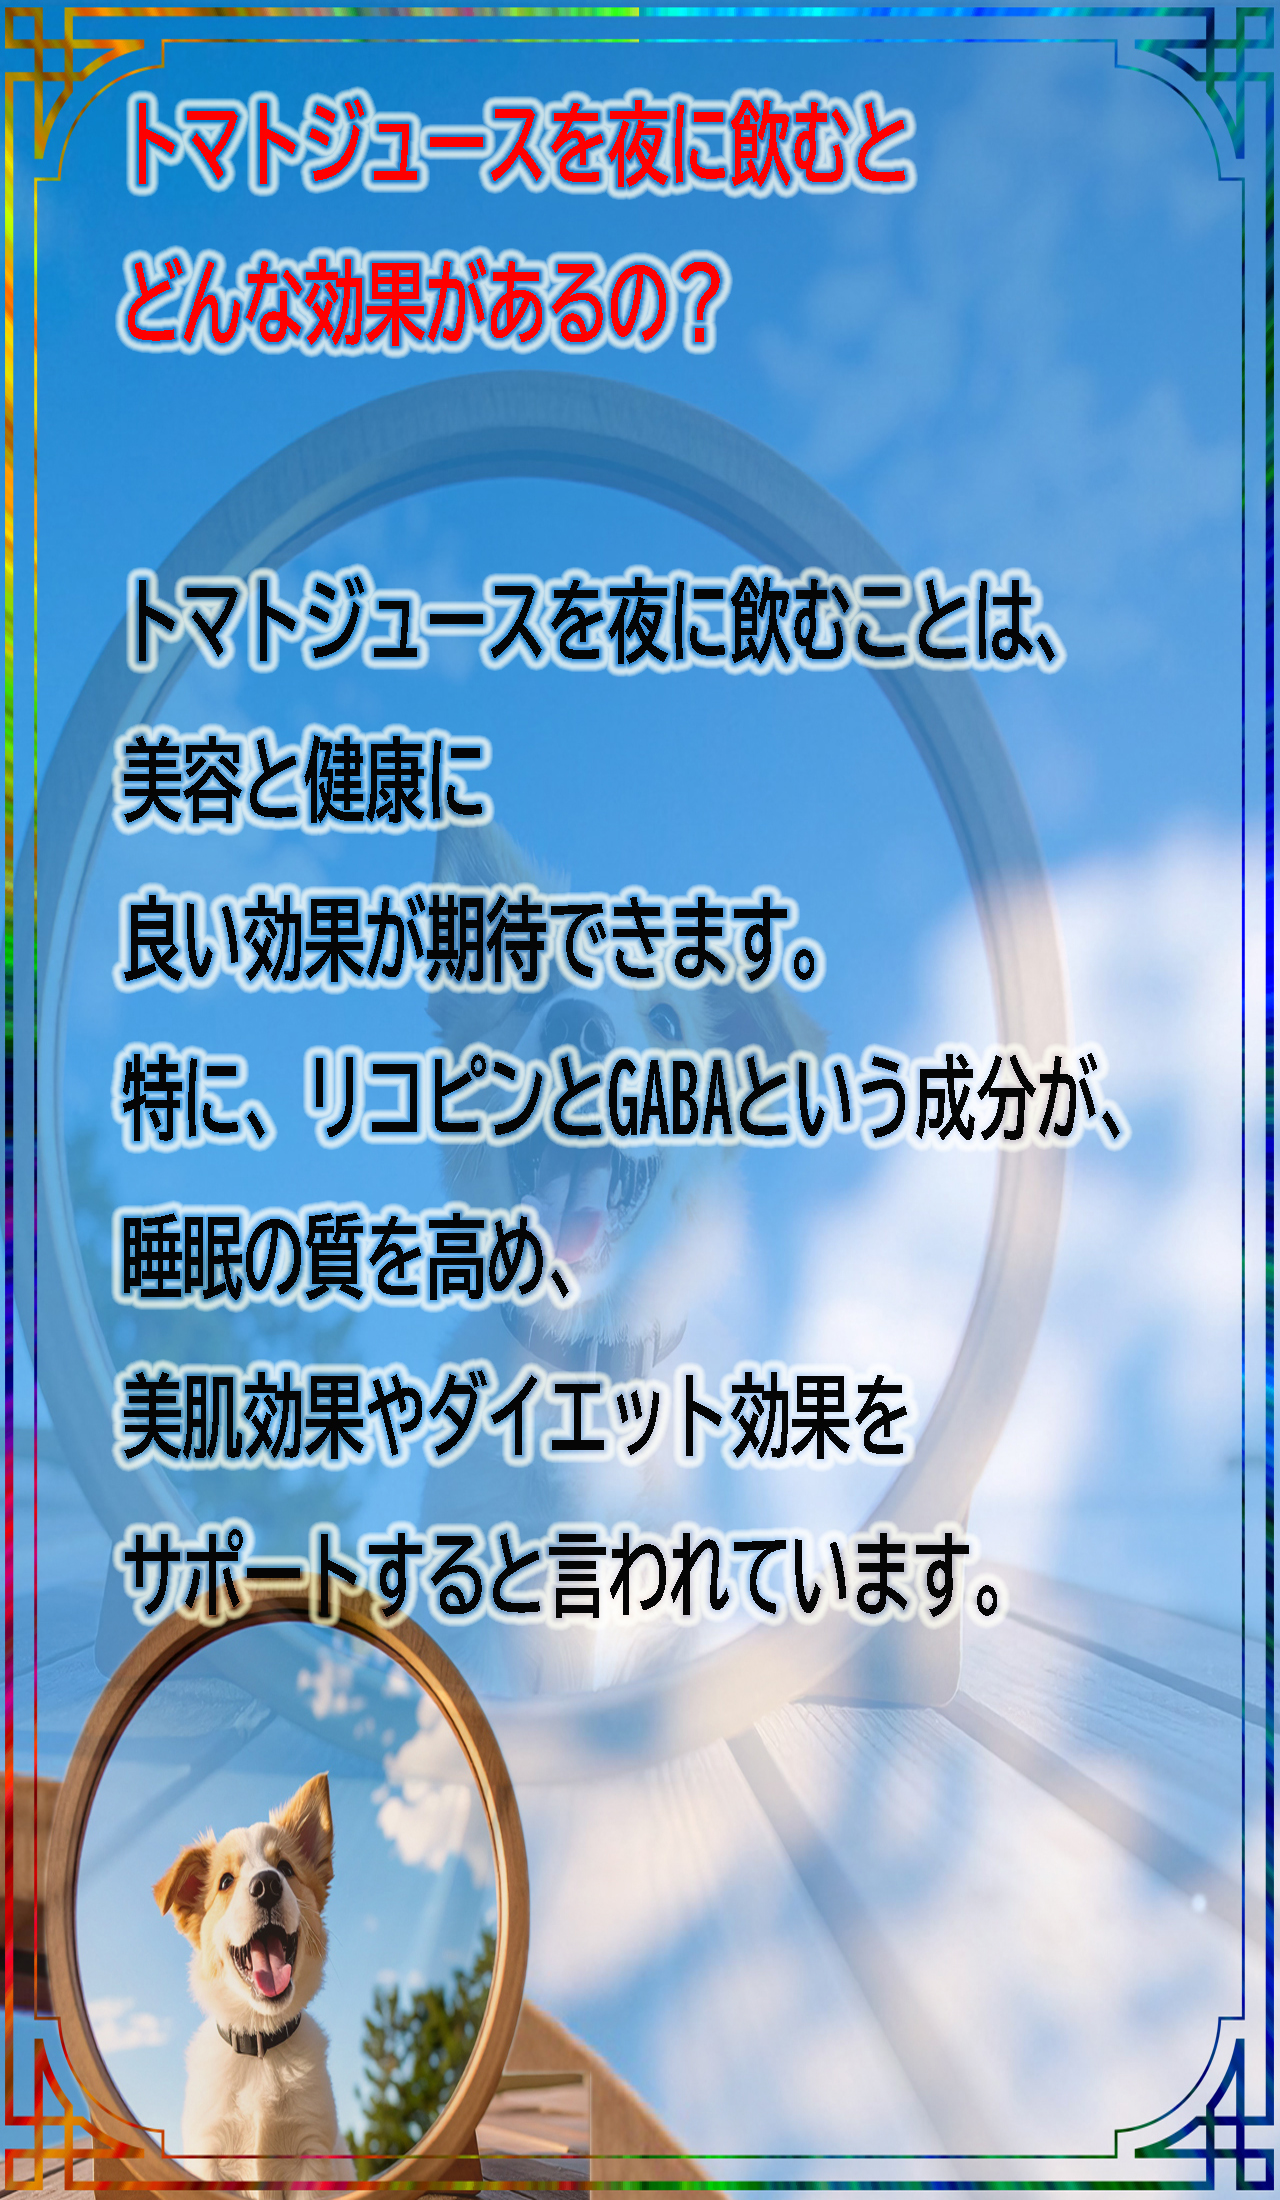 トマトジュースを夜に飲むと
どんな効果があるの？
トマトジュースを夜に飲むことは、
美容と健康に
良い効果が期待できます。
特に、リコピンとGABAという成分が、
睡眠の質を高め、
美肌効果やダイエット効果を
サポートすると言われています。